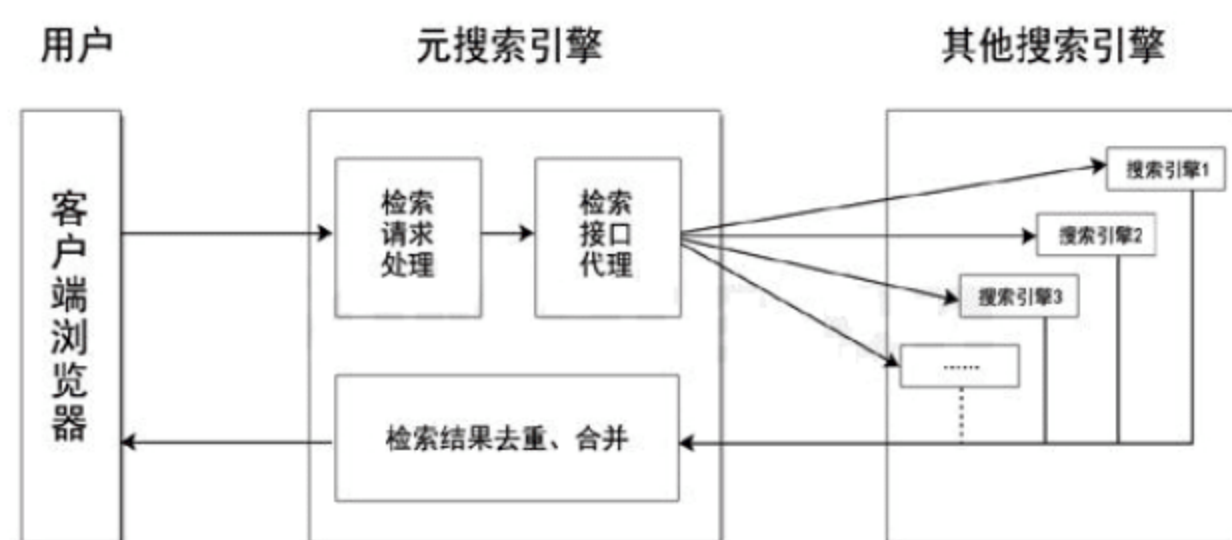 用户
元搜索引擎
其他搜索引擎
客户端浏览器
检索
请求
处理
检索
接口
代理
搜索引擎1
搜索引擎2
搜索引擎3
……
检索结果去重、合并